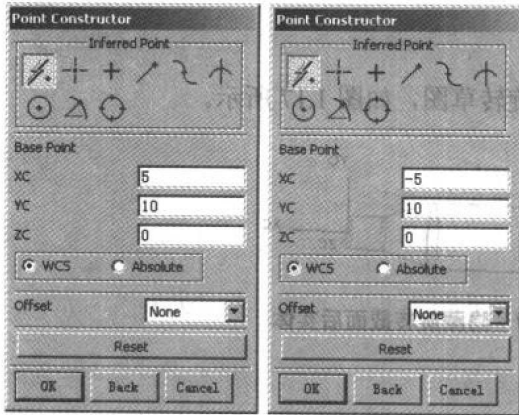 Point Constructor
Inferred Point
Base Point
XC 5
YC 10
ZC 0
WCS Absolute
Offset None
Reset
OK Back Cancel
Point Constructor
Inferred Point
Base Point
XC -5
YC 10
ZC 0
WCS Absolute
Offset None
Reset
OK Back Cancel